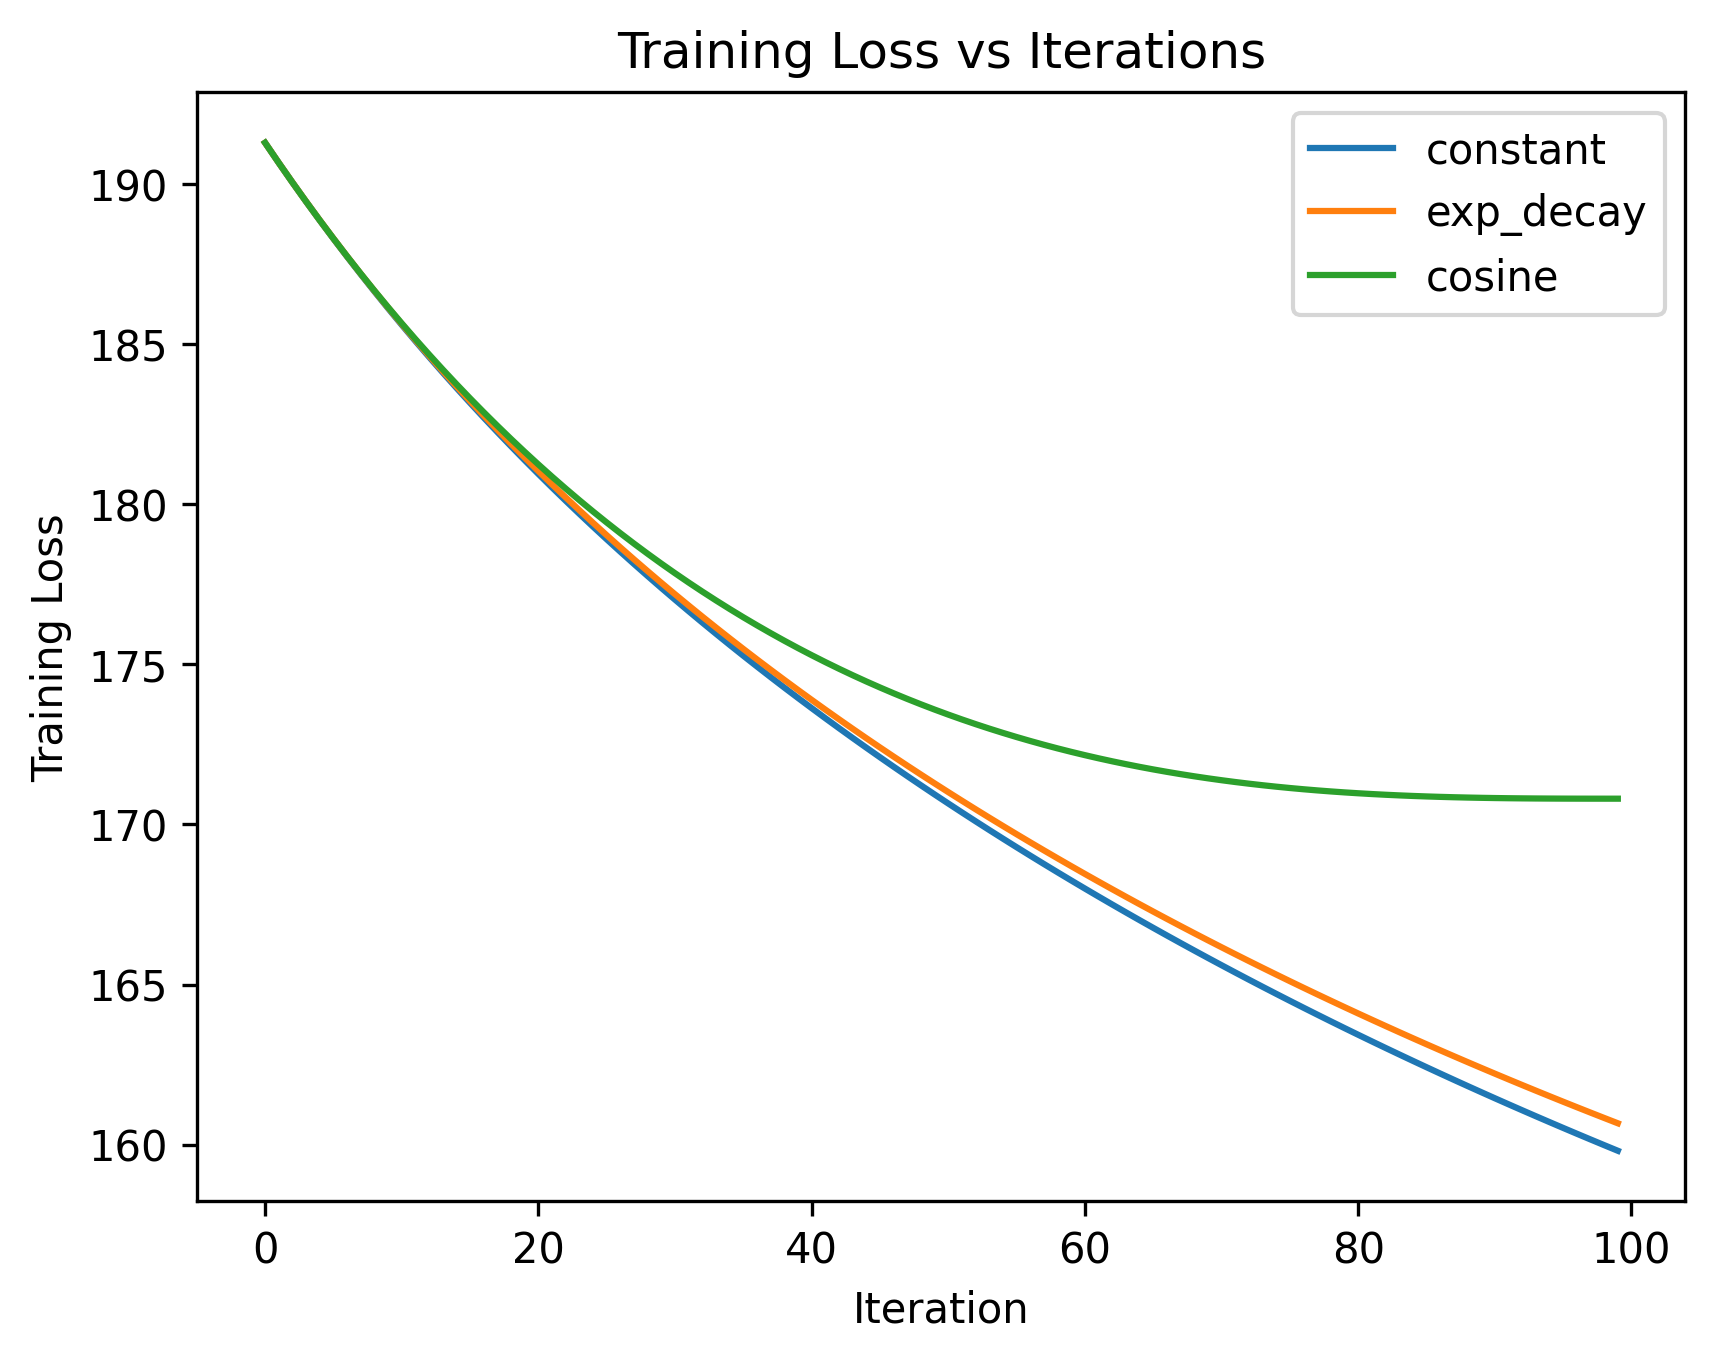 Training Loss vs Iterations
constant
exp_decay
cosine
190
185
180
175
170
165
160
Training Loss
0 20 40 60 80 100
Iteration